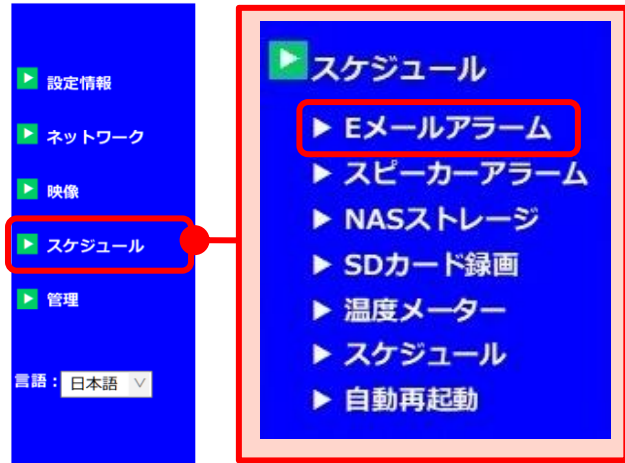 設定情報
ネットワーク
映像
スケジュール
管理
言語：日本語
スケジュール
Eメールアラーム
スピーカーアラーム
NASストレージ
SDカード録画
温度メーター
スケジュール
自動再起動